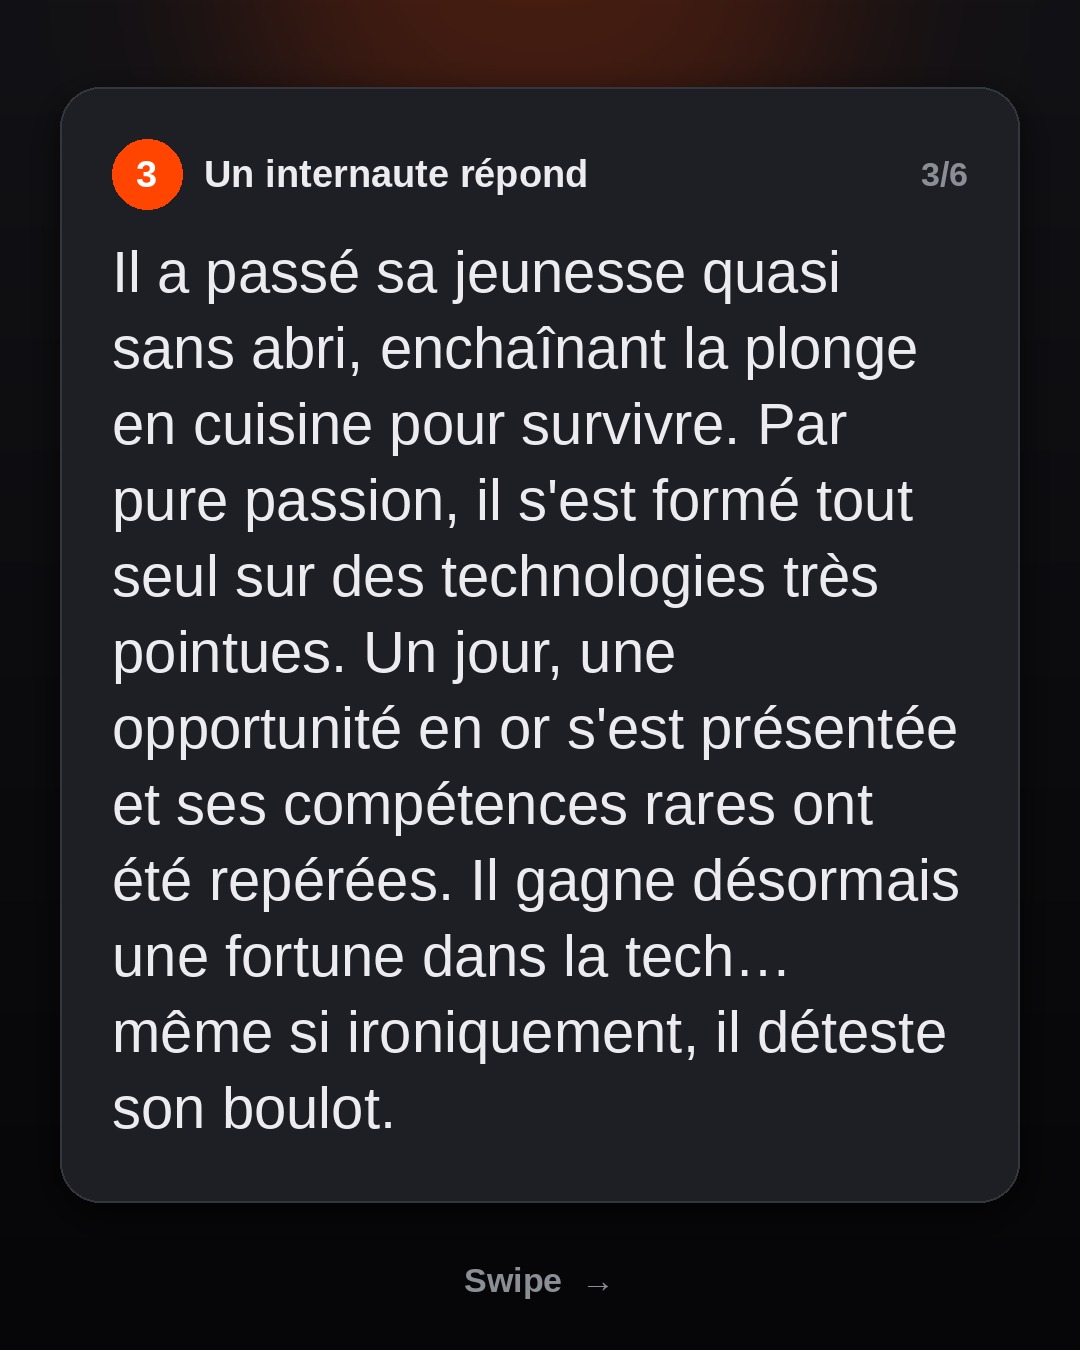 3 Un internaute répond 3/6
Il a passé sa jeunesse quasi
sans abri, enchaînant la plonge
en cuisine pour survivre. Par
pure passion, il s'est formé tout
seul sur des technologies très
pointues. Un jour, une
opportunité en or s'est présentée
et ses compétences rares ont
été repérées. Il gagne désormais
une fortune dans la tech…
même si ironiquement, il déteste
son boulot.
Swipe →